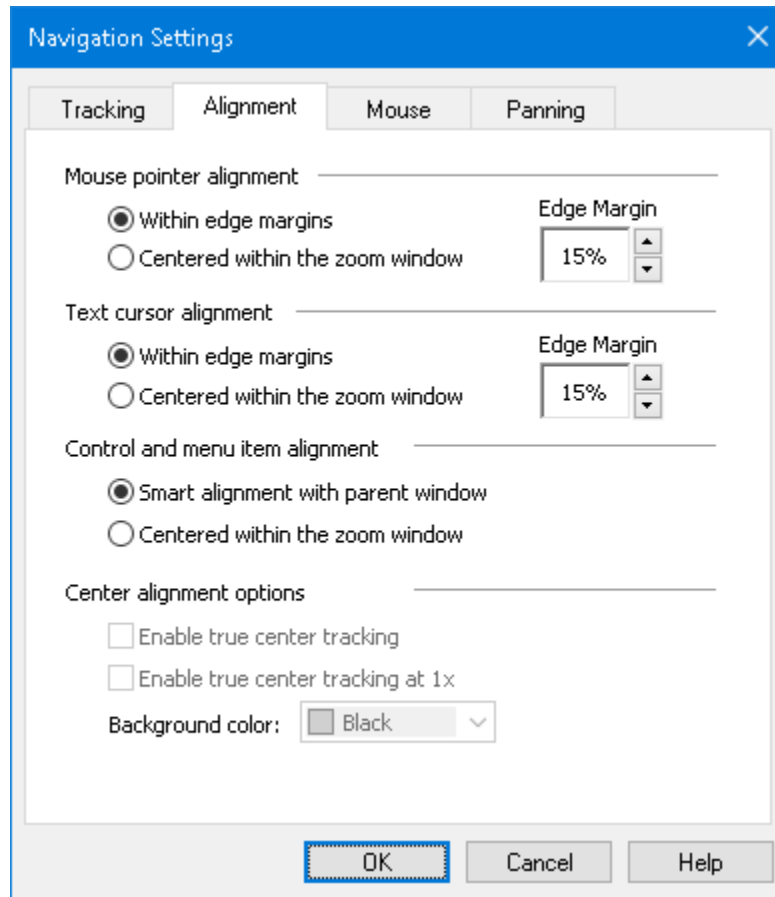 Navigation Settings
Tracking Alignment Mouse Panning
Mouse pointer alignment
Edge Margin
Within edge margins
15%
Centered within the zoom window
Text cursor alignment
Edge Margin
Within edge margins
15%
Centered within the zoom window
Control and menu item alignment
Smart alignment with parent window
Centered within the zoom window
Center alignment options
Enable true center tracking
Enable true center tracking at 1x
Background color: Black
OK Cancel Help